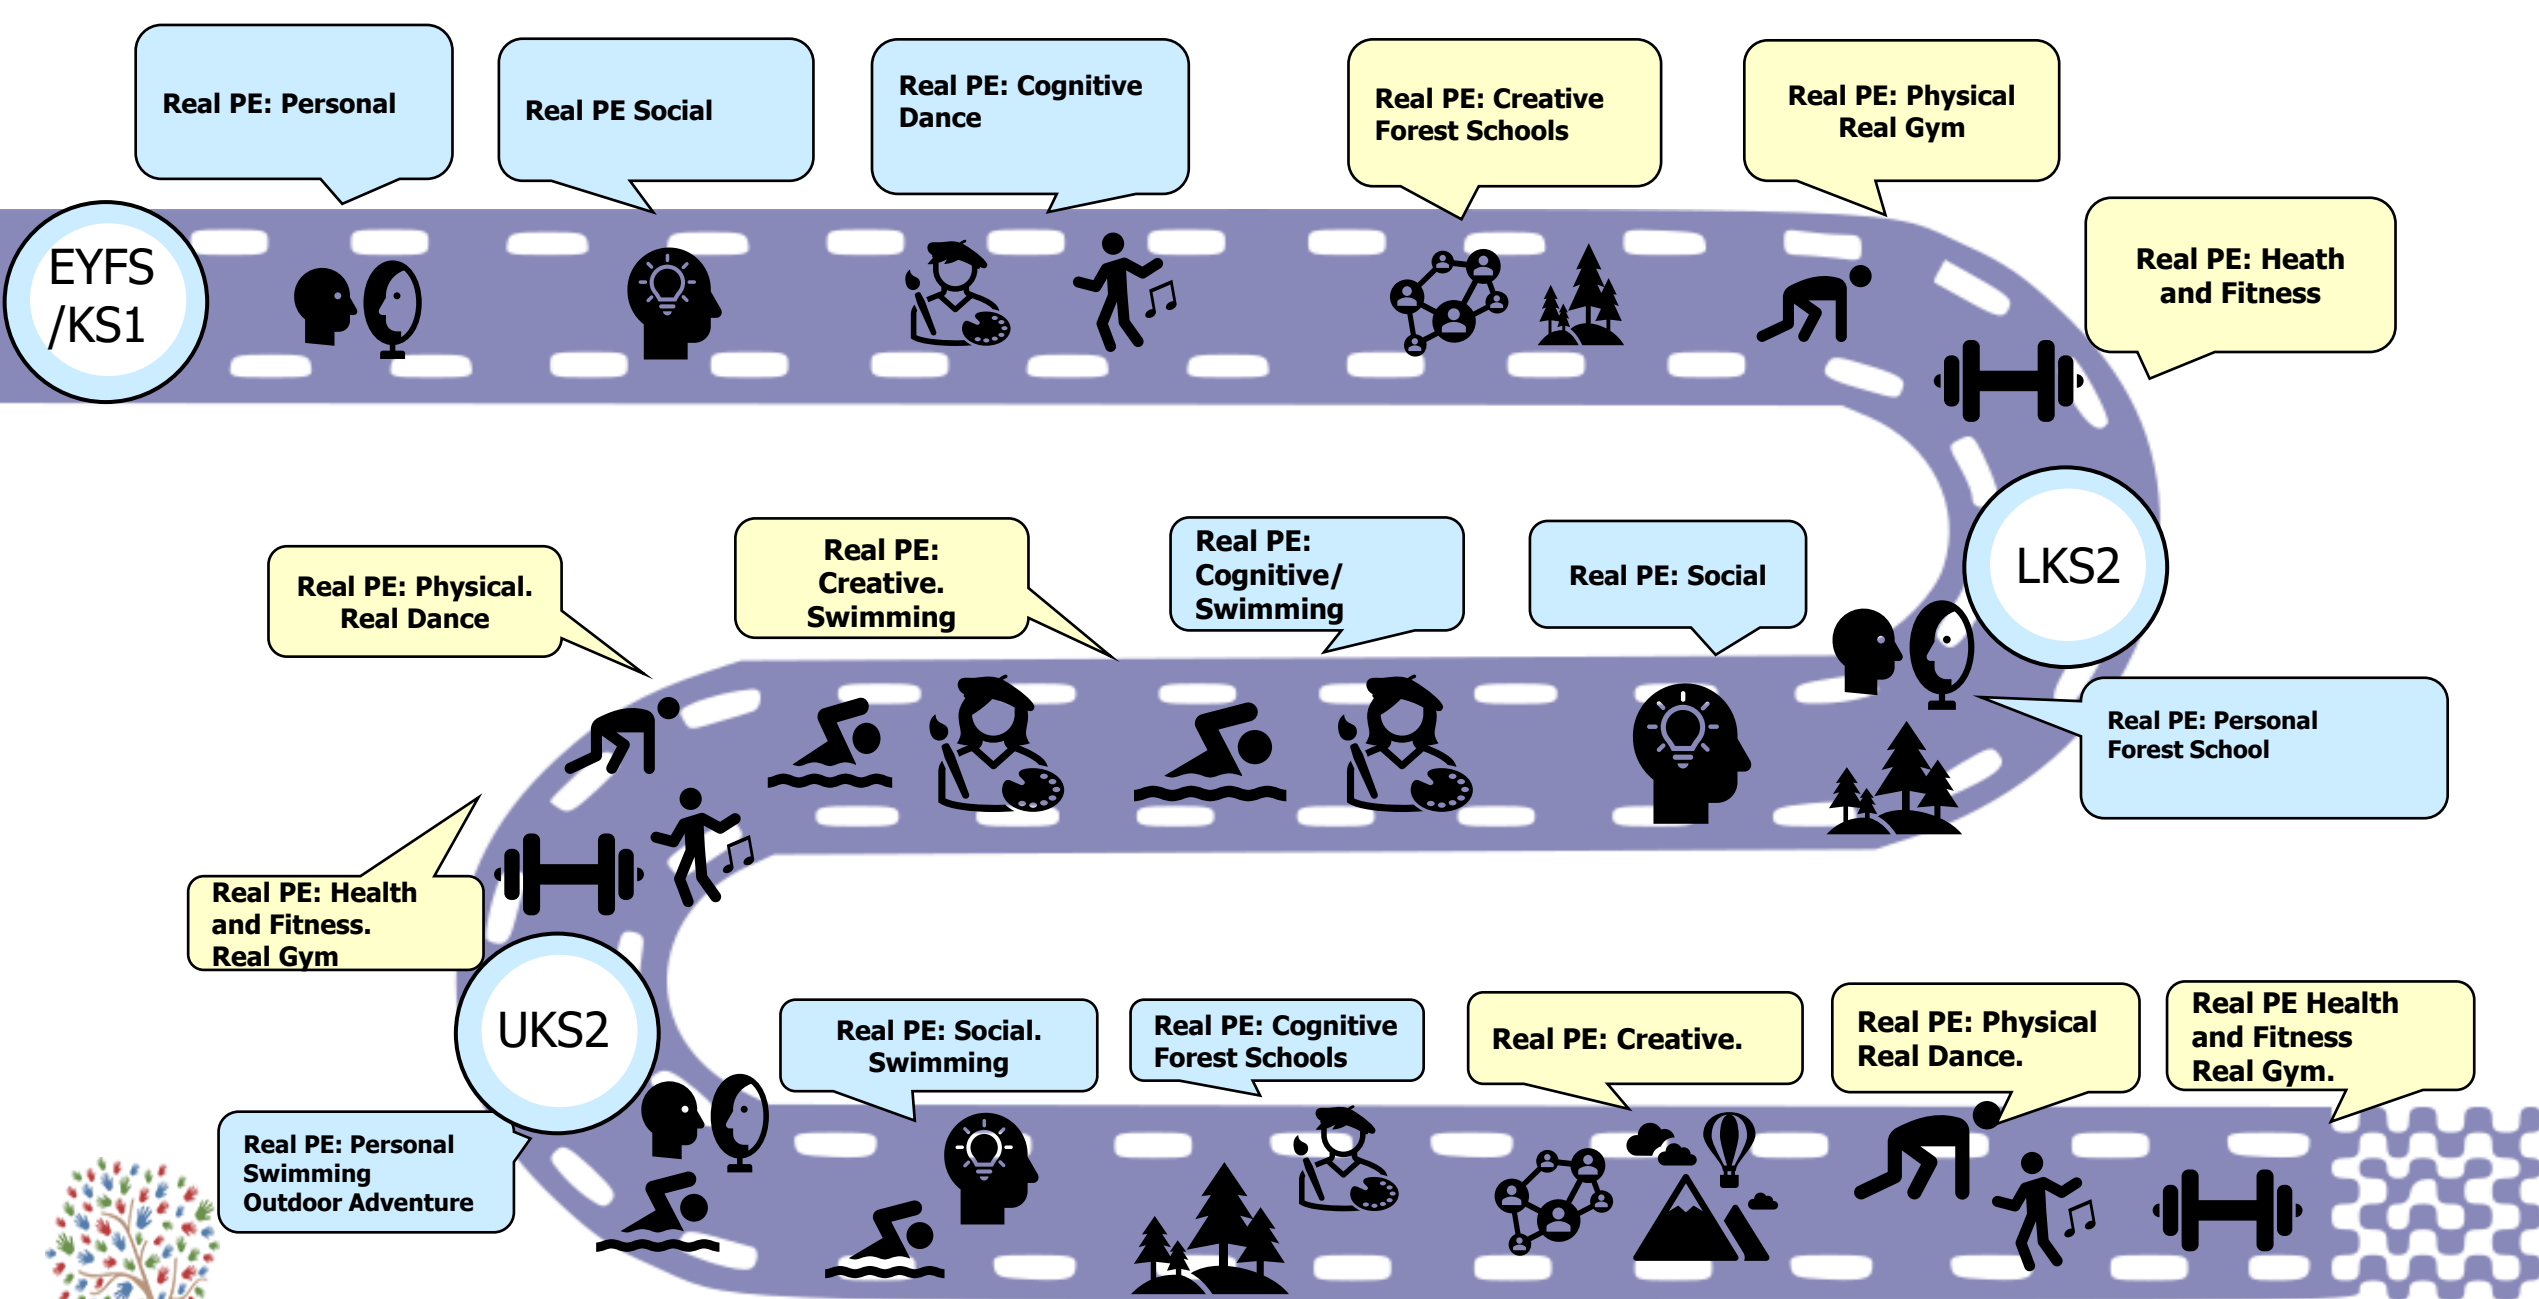 Real PE: Personal
Real PE Social
Real PE: Cognitive
Dance
Real PE: Creative
Forest Schools
Real PE: Physical
Real Gym
Real PE: Heath
and Fitness
EYFS
/KS1
LKS2
Real PE: Personal
Forest School
Real PE: Social
Real PE:
Cognitive/
Swimming
Real PE:
Creative.
Swimming
Real PE: Physical.
Real Dance
Real PE: Health
and Fitness.
Real Gym
UKS2
Real PE: Personal
Swimming
Outdoor Adventure
Real PE: Social.
Swimming
Real PE: Cognitive
Forest Schools
Real PE: Creative.
Real PE: Physical
Real Dance.
Real PE Health
and Fitness
Real Gym.